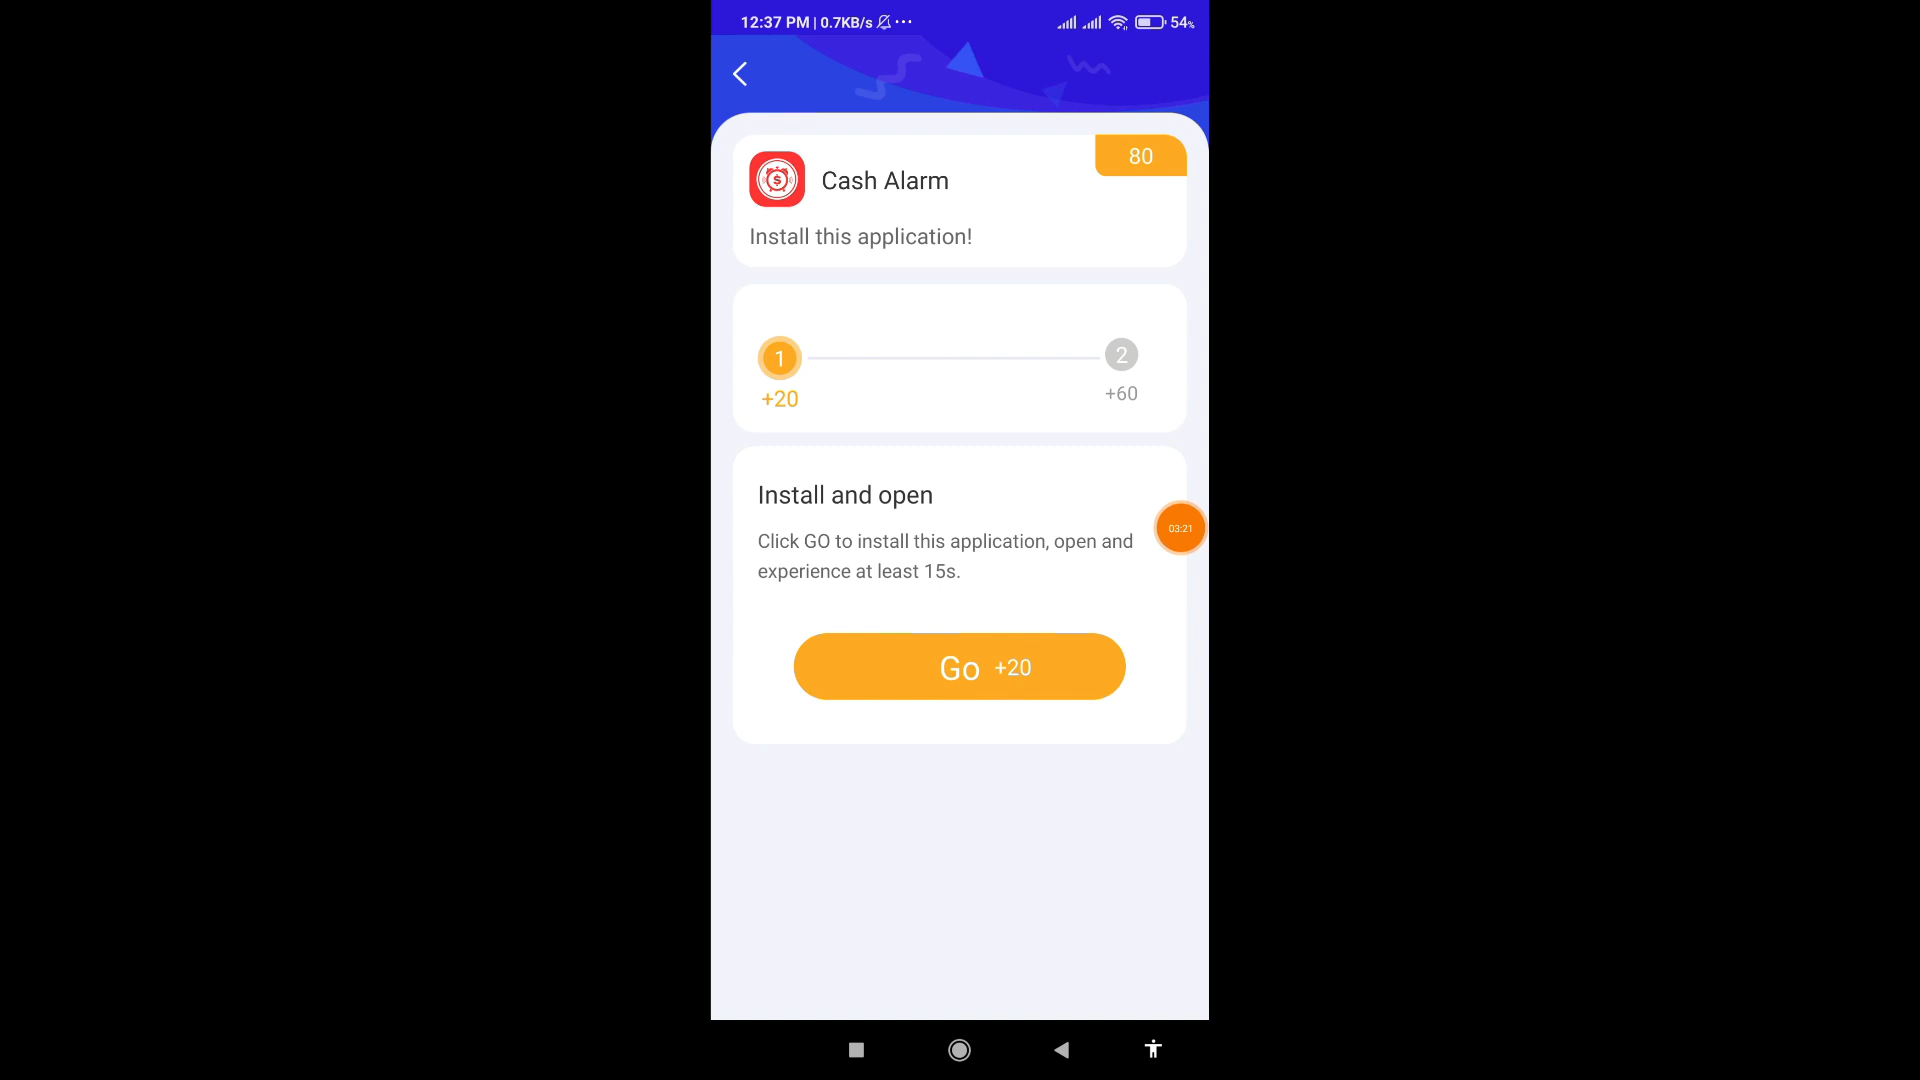 12:37 PM | 0.7KB/s ... 54%
80
$
Cash Alarm
Install this application!
1 2
+20 +60
Install and open
03:21
Click GO to install this application, open and
experience at least 15s.
Go +20